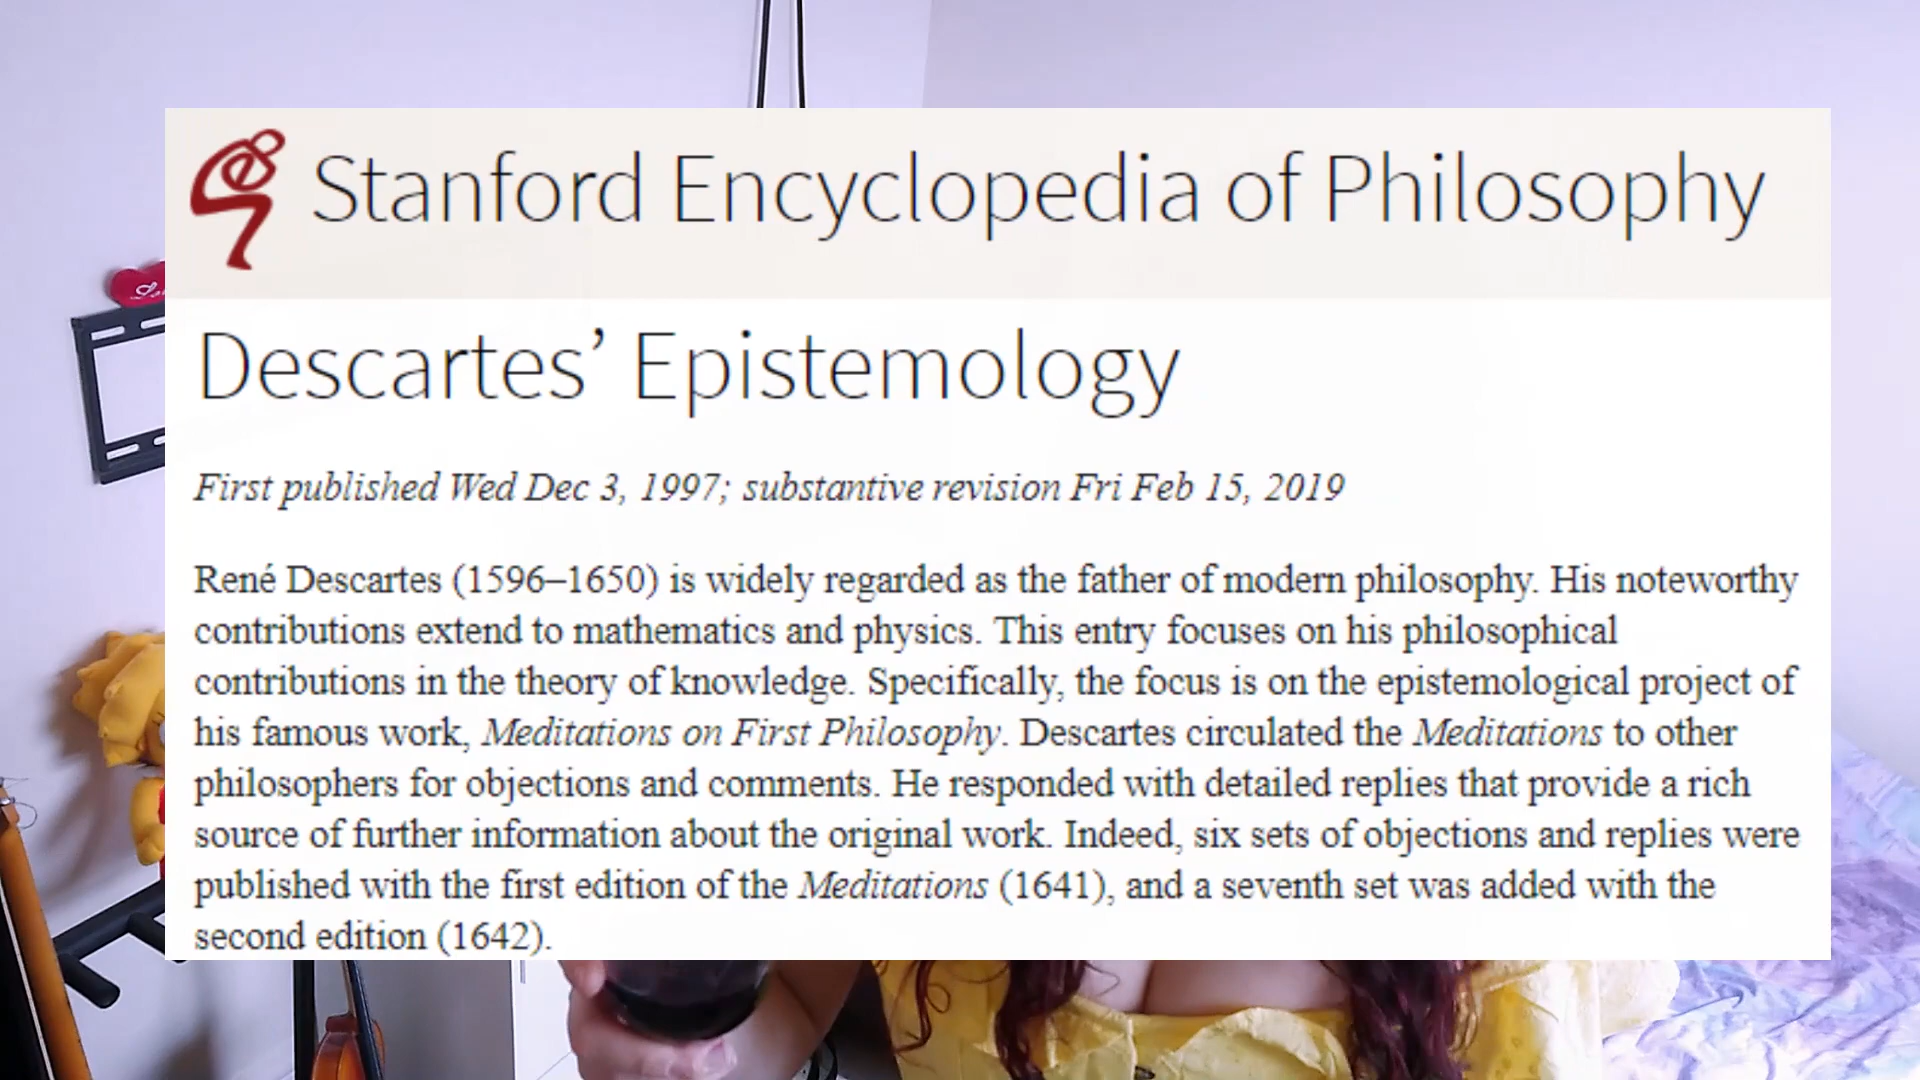 Stanford Encyclopedia of Philosophy
Descartes’ Epistemology
First published Wed Dec 3, 1997; substantive revision Fri Feb 15, 2019
René Descartes (1596–1650) is widely regarded as the father of modern philosophy. His noteworthy
contributions extend to mathematics and physics. This entry focuses on his philosophical
contributions in the theory of knowledge. Specifically, the focus is on the epistemological project of
his famous work, Meditations on First Philosophy. Descartes circulated the Meditations to other
philosophers for objections and comments. He responded with detailed replies that provide a rich
source of further information about the original work. Indeed, six sets of objections and replies were
published with the first edition of the Meditations (1641), and a seventh set was added with the
second edition (1642).